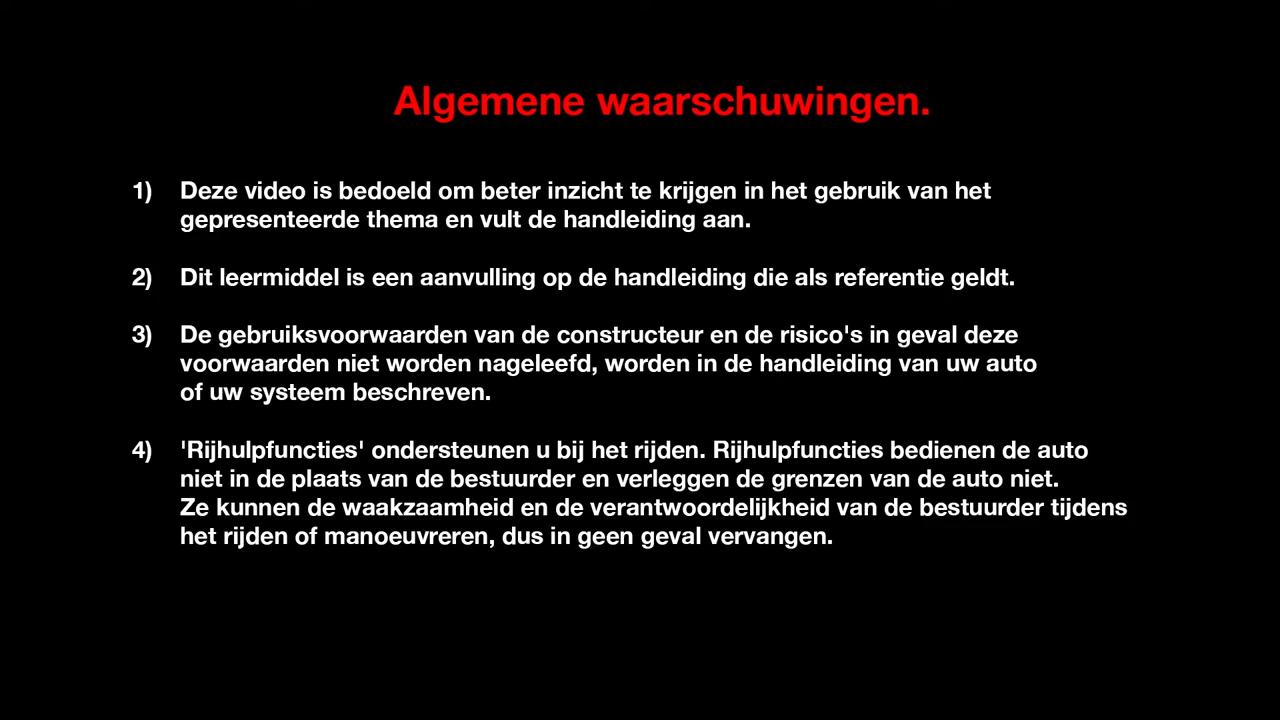 Algemene waarschuwingen.
1) Deze video is bedoeld om beter inzicht te krijgen in het gebruik van het
gepresenteerde thema en vult de handleiding aan.
2) Dit leermiddel is een aanvulling op de handleiding die als referentie geldt.
3) De gebruiksvoorwaarden van de constructeur en de risico's in geval deze
voorwaarden niet worden nageleefd, worden in de handleiding van uw auto
of uw systeem beschreven.
4) 'Rijhulpfuncties' ondersteunen u bij het rijden. Rijhulpfuncties bedienen de auto
niet in de plaats van de bestuurder en verleggen de grenzen van de auto niet.
Ze kunnen de waakzaamheid en de verantwoordelijkheid van de bestuurder tijdens
het rijden of manoeuvreren, dus in geen geval vervangen.